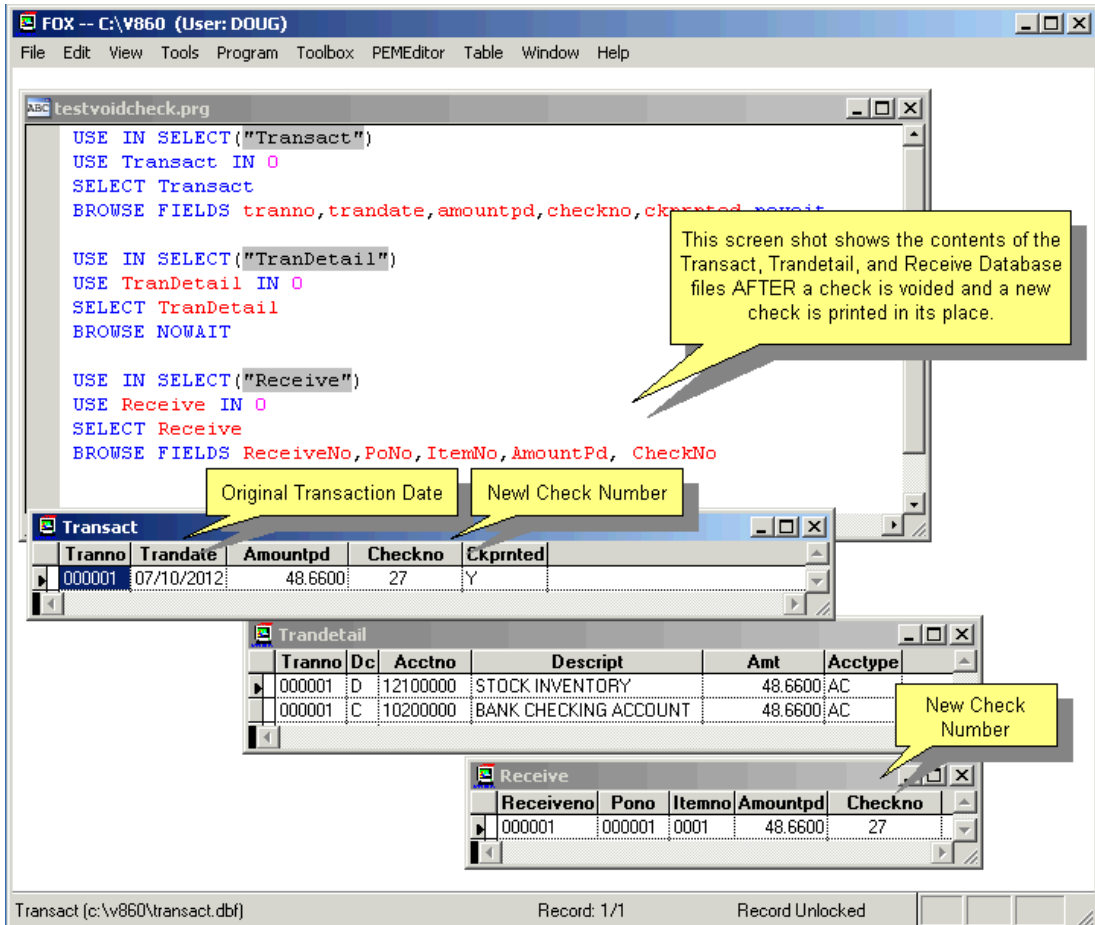 FOX -- C:\V860 (User: DOUG)
File Edit View Tools Program Toolbox PEMEditor Table Window Help
testvoidcheck.prg
USE IN SELECT("Transact")
USE Transact IN 0
SELECT Transact
BROWSE FIELDS tranno,trandate,amountpd,checkno,ckprnted nowait
This screen shot shows the contents of the
Transact, Trandetail, and Receive Database
files AFTER a check is voided and a new
check is printed in its place.
USE IN SELECT("TranDetail")
USE TranDetail IN 0
SELECT TranDetail
BROWSE NOWAIT
USE IN SELECT("Receive")
USE Receive IN 0
SELECT Receive
BROWSE FIELDS ReceiveNo,PoNo,ItemNo,AmountPd, CheckNo
Original Transaction Date
Newl Check Number
Transact
Tranno Trandate Amountpd Checkno Ckprnted
000001 07/10/2012 48.6600 27 Y
Trandetail
Tranno Dc Acctno Descript Amt Acctype
000001 D 12100000 STOCK INVENTORY 48.6600 AC
000001 C 10200000 BANK CHECKING ACCOUNT 48.6600 AC
New Check
Number
Receive
Receiveno Pono Itemno Amountpd Checkno
000001 000001 0001 48.6600 27
Transact (c:\v860\transact.dbf) Record: 1/1 Record Unlocked